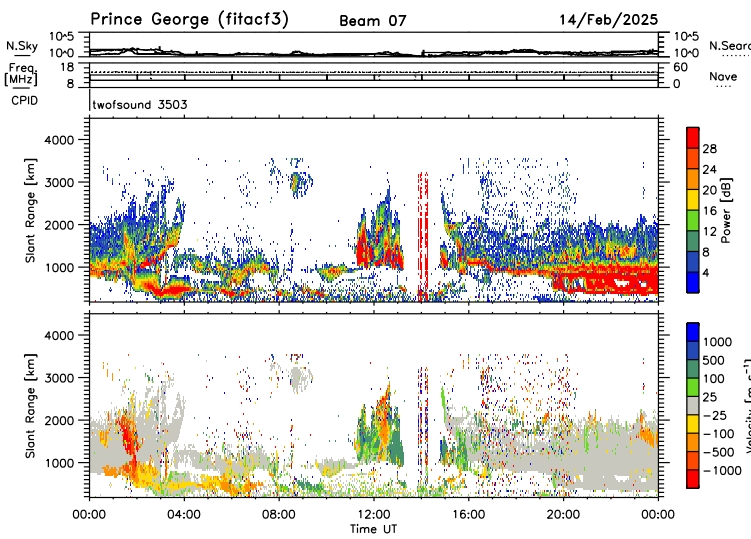 Prince George (fitacf3) Beam 07 14/Feb/2025
N.Sky 10^5 10^0 10^5 10^0 N.Sear
Freq [MHz] 18 8 60 0 Nave
CPID twofsound 3503
Slant Range [km] 4000 3000 2000 1000
Power [dB] 28 24 20 16 12 8 4
Slant Range [km] 4000 3000 2000 1000
Velocity [m s^-1] 1000 500 100 25 -25 -100 -500 -1000
00:00 04:00 08:00 12:00 16:00 20:00 00:00
Time UT